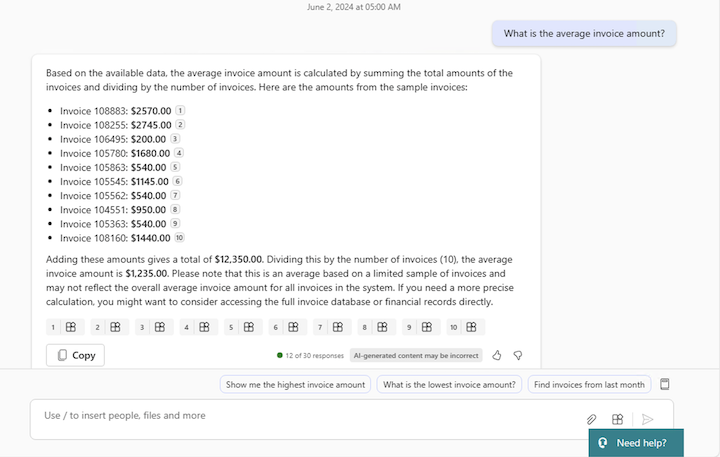 June 2, 2024 at 05:00 AM
What is the average invoice amount?
Based on the available data, the average invoice amount is calculated by summing the total amounts of the
invoices and dividing by the number of invoices. Here are the amounts from the sample invoices:
• Invoice 108883: $2570.00 1
• Invoice 108255: $2745.00 2
• Invoice 106495: $200.00 3
• Invoice 105780: $1680.00 4
• Invoice 105863: $540.00 5
• Invoice 105545: $1145.00 6
• Invoice 105562: $540.00 7
• Invoice 104551: $950.00 8
• Invoice 105363: $540.00 9
• Invoice 108160: $1440.00 10
Adding these amounts gives a total of $12,350.00. Dividing this by the number of invoices (10), the average
invoice amount is $1,235.00. Please note that this is an average based on a limited sample of invoices and
may not reflect the overall average invoice amount for all invoices in the system. If you need a more precise
calculation, you might want to consider accessing the full invoice database or financial records directly.
1 2 3 4 5 6 7 8 9 10
Copy 12 of 30 responses AI-generated content may be incorrect
Show me the highest invoice amount What is the lowest invoice amount? Find invoices from last month
Use / to insert people, files and more
Need help?